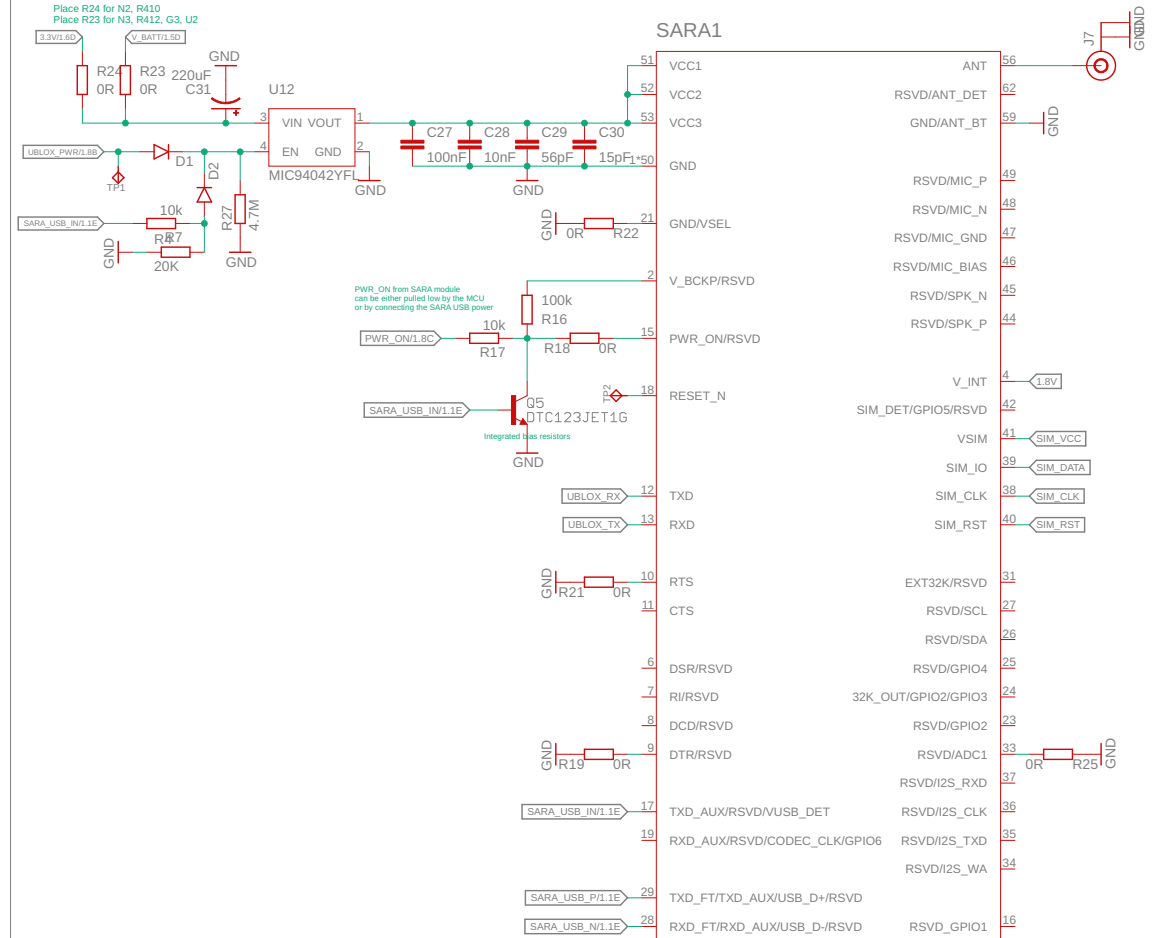 Place R24 for N2, R410
Place R23 for N3, R412, G3, U2
3.3V/1.6D
V_BATT/1.5D
R24
0R
R23
0R
GND
220uF
C31
U12
3
VIN
VOUT
1
4
EN
GND
2
MIC94042YFL
GND
UBLOX_PWR/1.8B
TP1
D1
D2
R27
4.7M
GND
SARA_USB_IN/1.1E
10k
R7
GND
20K
C27
100nF
C28
10nF
C29
56pF
C30
15pF
GND
SARA1
51
VCC1
52
VCC2
53
VCC3
1*50
GND
GND
0R
R22
21
GND/VSEL
2
V_BCKP/RSVD
PWR_ON from SARA module
can be either pulled low by the MCU
or by connecting the SARA USB power
100k
R16
PWR_ON/1.8C
10k
R17
R18
0R
15
PWR_ON/RSVD
TP2
18
RESET_N
SARA_USB_IN/1.1E
Q5
DTC123JET1G
Integrated bias resistors
GND
UBLOX_RX
12
TXD
UBLOX_TX
13
RXD
GND
R21
0R
10
RTS
11
CTS
6
DSR/RSVD
7
RI/RSVD
8
DCD/RSVD
GND
R19
0R
9
DTR/RSVD
SARA_USB_IN/1.1E
17
TXD_AUX/RSVD/VUSB_DET
19
RXD_AUX/RSVD/CODEC_CLK/GPIO6
SARA_USB_P/1.1E
29
TXD_FT/TXD_AUX/USB_D+/RSVD
SARA_USB_N/1.1E
28
RXD_FT/RXD_AUX/USB_D-/RSVD
ANT
56
J7
GND
GND
RSVD/ANT_DET
62
GND/ANT_BT
59
GND
RSVD/MIC_P
49
RSVD/MIC_N
48
RSVD/MIC_GND
47
RSVD/MIC_BIAS
46
RSVD/SPK_N
45
RSVD/SPK_P
44
V_INT
4
1.8V
SIM_DET/GPIO5/RSVD
42
VSIM
41
SIM_VCC
SIM_IO
39
SIM_DATA
SIM_CLK
38
SIM_CLK
SIM_RST
40
SIM_RST
EXT32K/RSVD
31
RSVD/SCL
27
RSVD/SDA
26
RSVD/GPIO4
25
32K_OUT/GPIO2/GPIO3
24
RSVD/GPIO2
23
RSVD/ADC1
33
0R
R25
GND
RSVD/I2S_RXD
37
RSVD/I2S_CLK
36
RSVD/I2S_TXD
35
RSVD/I2S_WA
34
RSVD_GPIO1
16